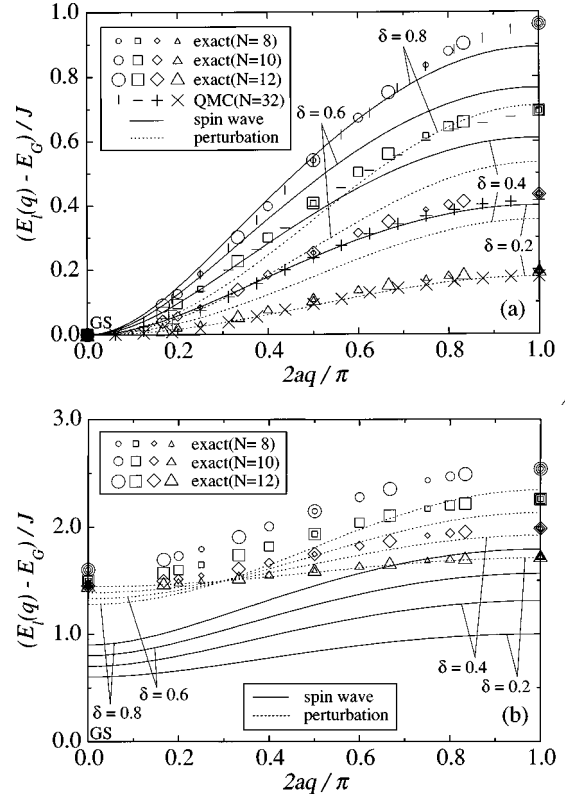 (a)
exact(N= 8)
exact(N=10)
exact(N=12)
QMC(N=32)
spin wave
perturbation
δ = 0.8
δ = 0.6
δ = 0.4
δ = 0.2
(E_l(q) - E_G) / J
1.0
0.8
0.6
0.4
0.2
0.0
GS
0.0 0.2 0.4 0.6 0.8 1.0
2aq / π
(b)
exact(N= 8)
exact(N=10)
exact(N=12)
(E_l(q) - E_G) / J
3.0
2.0
1.0
0.0
δ = 0.8
δ = 0.6
δ = 0.4
δ = 0.2
spin wave
perturbation
GS
0.0 0.2 0.4 0.6 0.8 1.0
2aq / π